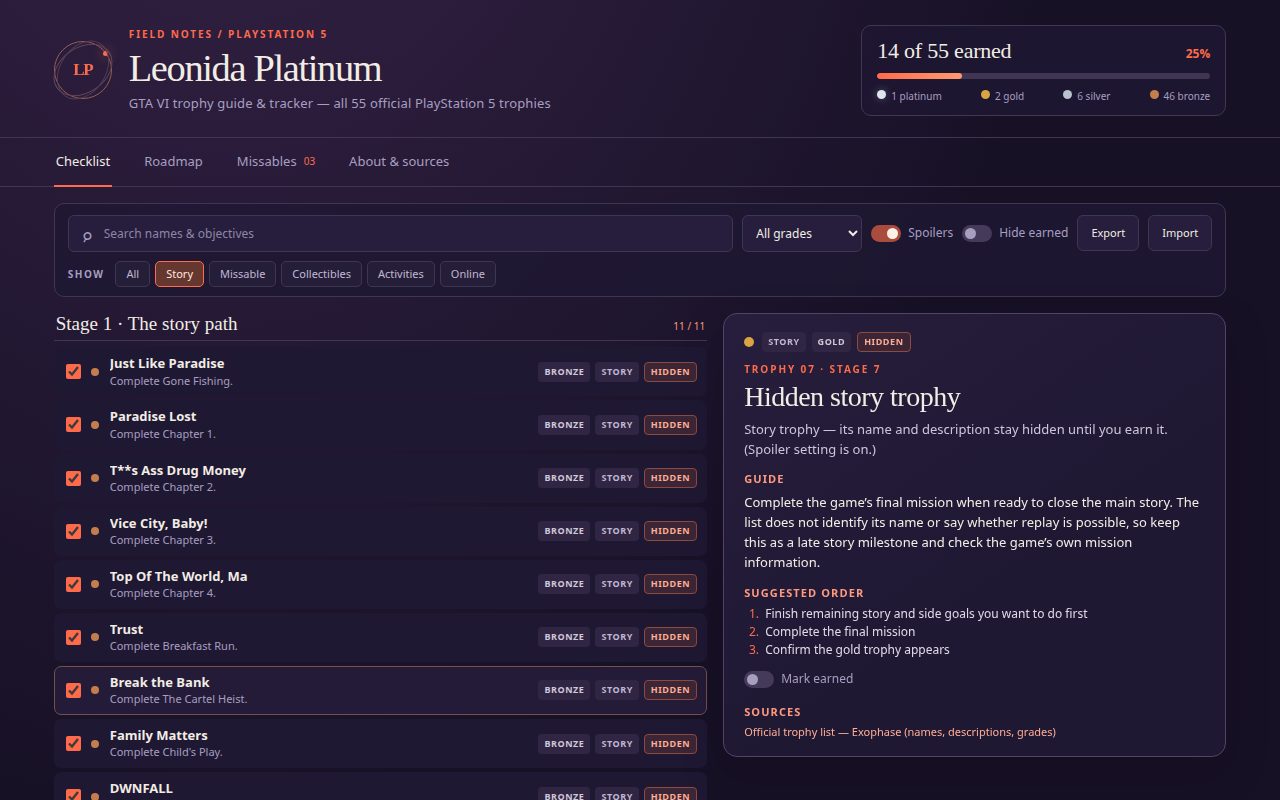 LP
FIELD NOTES / PLAYSTATION 5
Leonida Platinum
GTA VI trophy guide & tracker — all 55 official PlayStation 5 trophies
14 of 55 earned 25%
1 platinum 2 gold 6 silver 46 bronze
Checklist Roadmap Missables 03 About & sources
Search names & objectives All grades Spoilers Hide earned Export Import
SHOW All Story Missable Collectibles Activities Online
Stage 1 · The story path 11 / 11
Just Like Paradise
Complete Gone Fishing.
BRONZE STORY HIDDEN
Paradise Lost
Complete Chapter 1.
BRONZE STORY HIDDEN
T**s Ass Drug Money
Complete Chapter 2.
BRONZE STORY HIDDEN
Vice City, Baby!
Complete Chapter 3.
BRONZE STORY HIDDEN
Top Of The World, Ma
Complete Chapter 4.
BRONZE STORY HIDDEN
Trust
Complete Breakfast Run.
BRONZE STORY HIDDEN
Break the Bank
Complete The Cartel Heist.
BRONZE STORY HIDDEN
Family Matters
Complete Child's Play.
BRONZE STORY HIDDEN
DWNFALL
BRONZE STORY HIDDEN
STORY GOLD HIDDEN
TROPHY 07 · STAGE 7
Hidden story trophy
Story trophy — its name and description stay hidden until you earn it.
(Spoiler setting is on.)
GUIDE
Complete the game’s final mission when ready to close the main story. The
list does not identify its name or say whether replay is possible, so keep
this as a late story milestone and check the game’s own mission
information.
SUGGESTED ORDER
1. Finish remaining story and side goals you want to do first
2. Complete the final mission
3. Confirm the gold trophy appears
Mark earned
SOURCES
Official trophy list — Exophase (names, descriptions, grades)